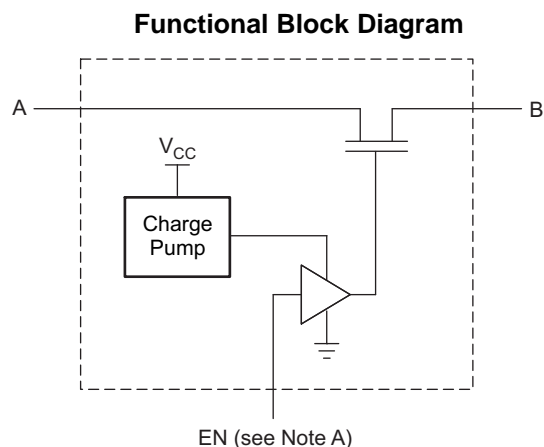 Functional Block Diagram
A
B
VCC
Charge
Pump
EN (see Note A)